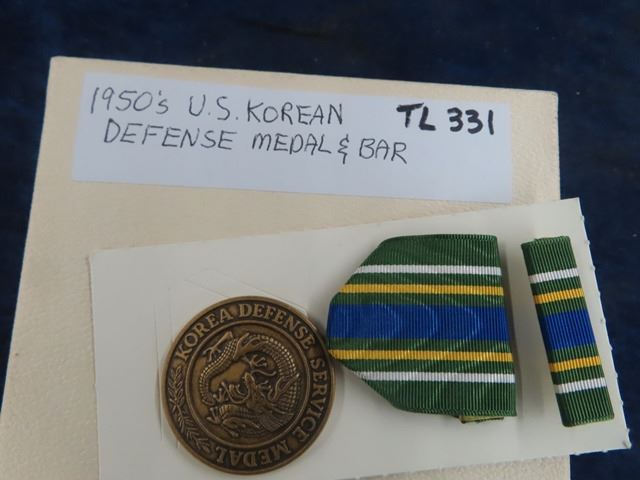 1950's U.S. KOREAN TL 331
DEFENSE MEDAL & BAR
KOREA DEFENSE SERVICE MEDAL